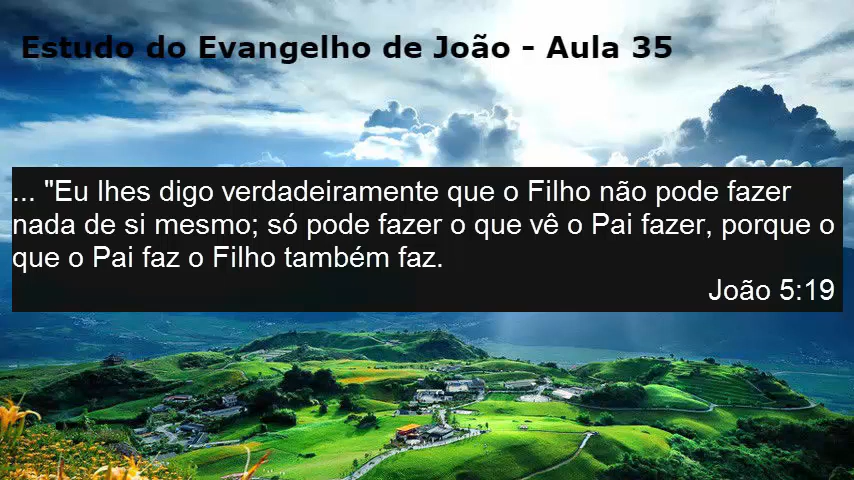 Estudo do Evangelho de João - Aula 35
... "Eu lhes digo verdadeiramente que o Filho não pode fazer
nada de si mesmo; só pode fazer o que vê o Pai fazer, porque o
que o Pai faz o Filho também faz.
João 5:19